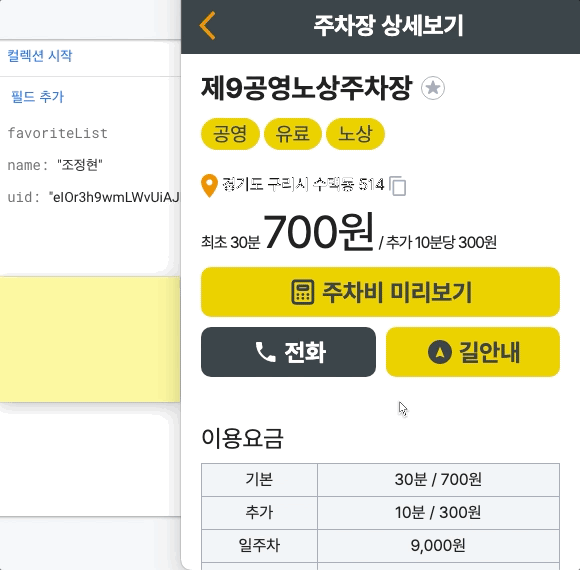 컬렉션 시작
필드 추가
favoriteList
name: "조정현"
uid: "elOr3h9wmLWvUiAJ
주차장 상세보기
제9공영노상주차장
공영 유료 노상
경기도 구리시 수택동 514
최초 30분 700원 / 추가 10분당 300원
주차비 미리보기
전화 길안내
이용요금
기본 30분 / 700원
추가 10분 / 300원
일주차 9,000원